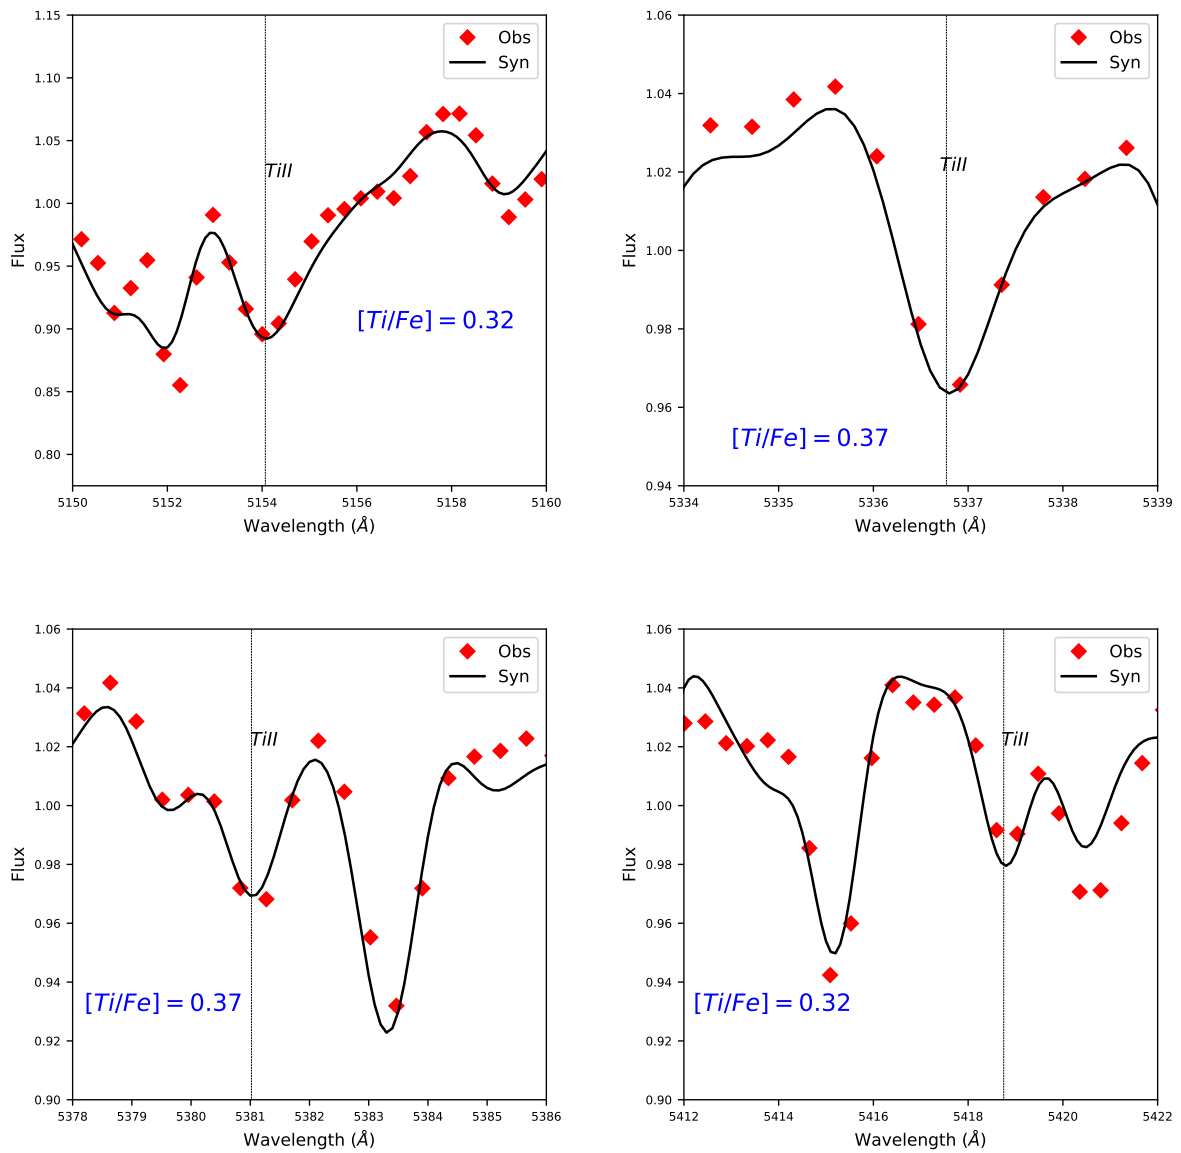 1.15
1.10
1.05
1.00
0.95
0.90
0.85
0.80
Flux
Obs
Syn
TiII
[Ti/Fe] = 0.32
5150 5152 5154 5156 5158 5160
Wavelength (Å)
1.06
1.04
1.02
1.00
0.98
0.96
0.94
Flux
Obs
Syn
TiII
[Ti/Fe] = 0.37
5334 5335 5336 5337 5338 5339
Wavelength (Å)
1.06
1.04
1.02
1.00
0.98
0.96
0.94
0.92
0.90
Flux
Obs
Syn
TiII
[Ti/Fe] = 0.37
5378 5379 5380 5381 5382 5383 5384 5385 5386
Wavelength (Å)
1.06
1.04
1.02
1.00
0.98
0.96
0.94
0.92
0.90
Flux
Obs
Syn
TiII
[Ti/Fe] = 0.32
5412 5414 5416 5418 5420 5422
Wavelength (Å)